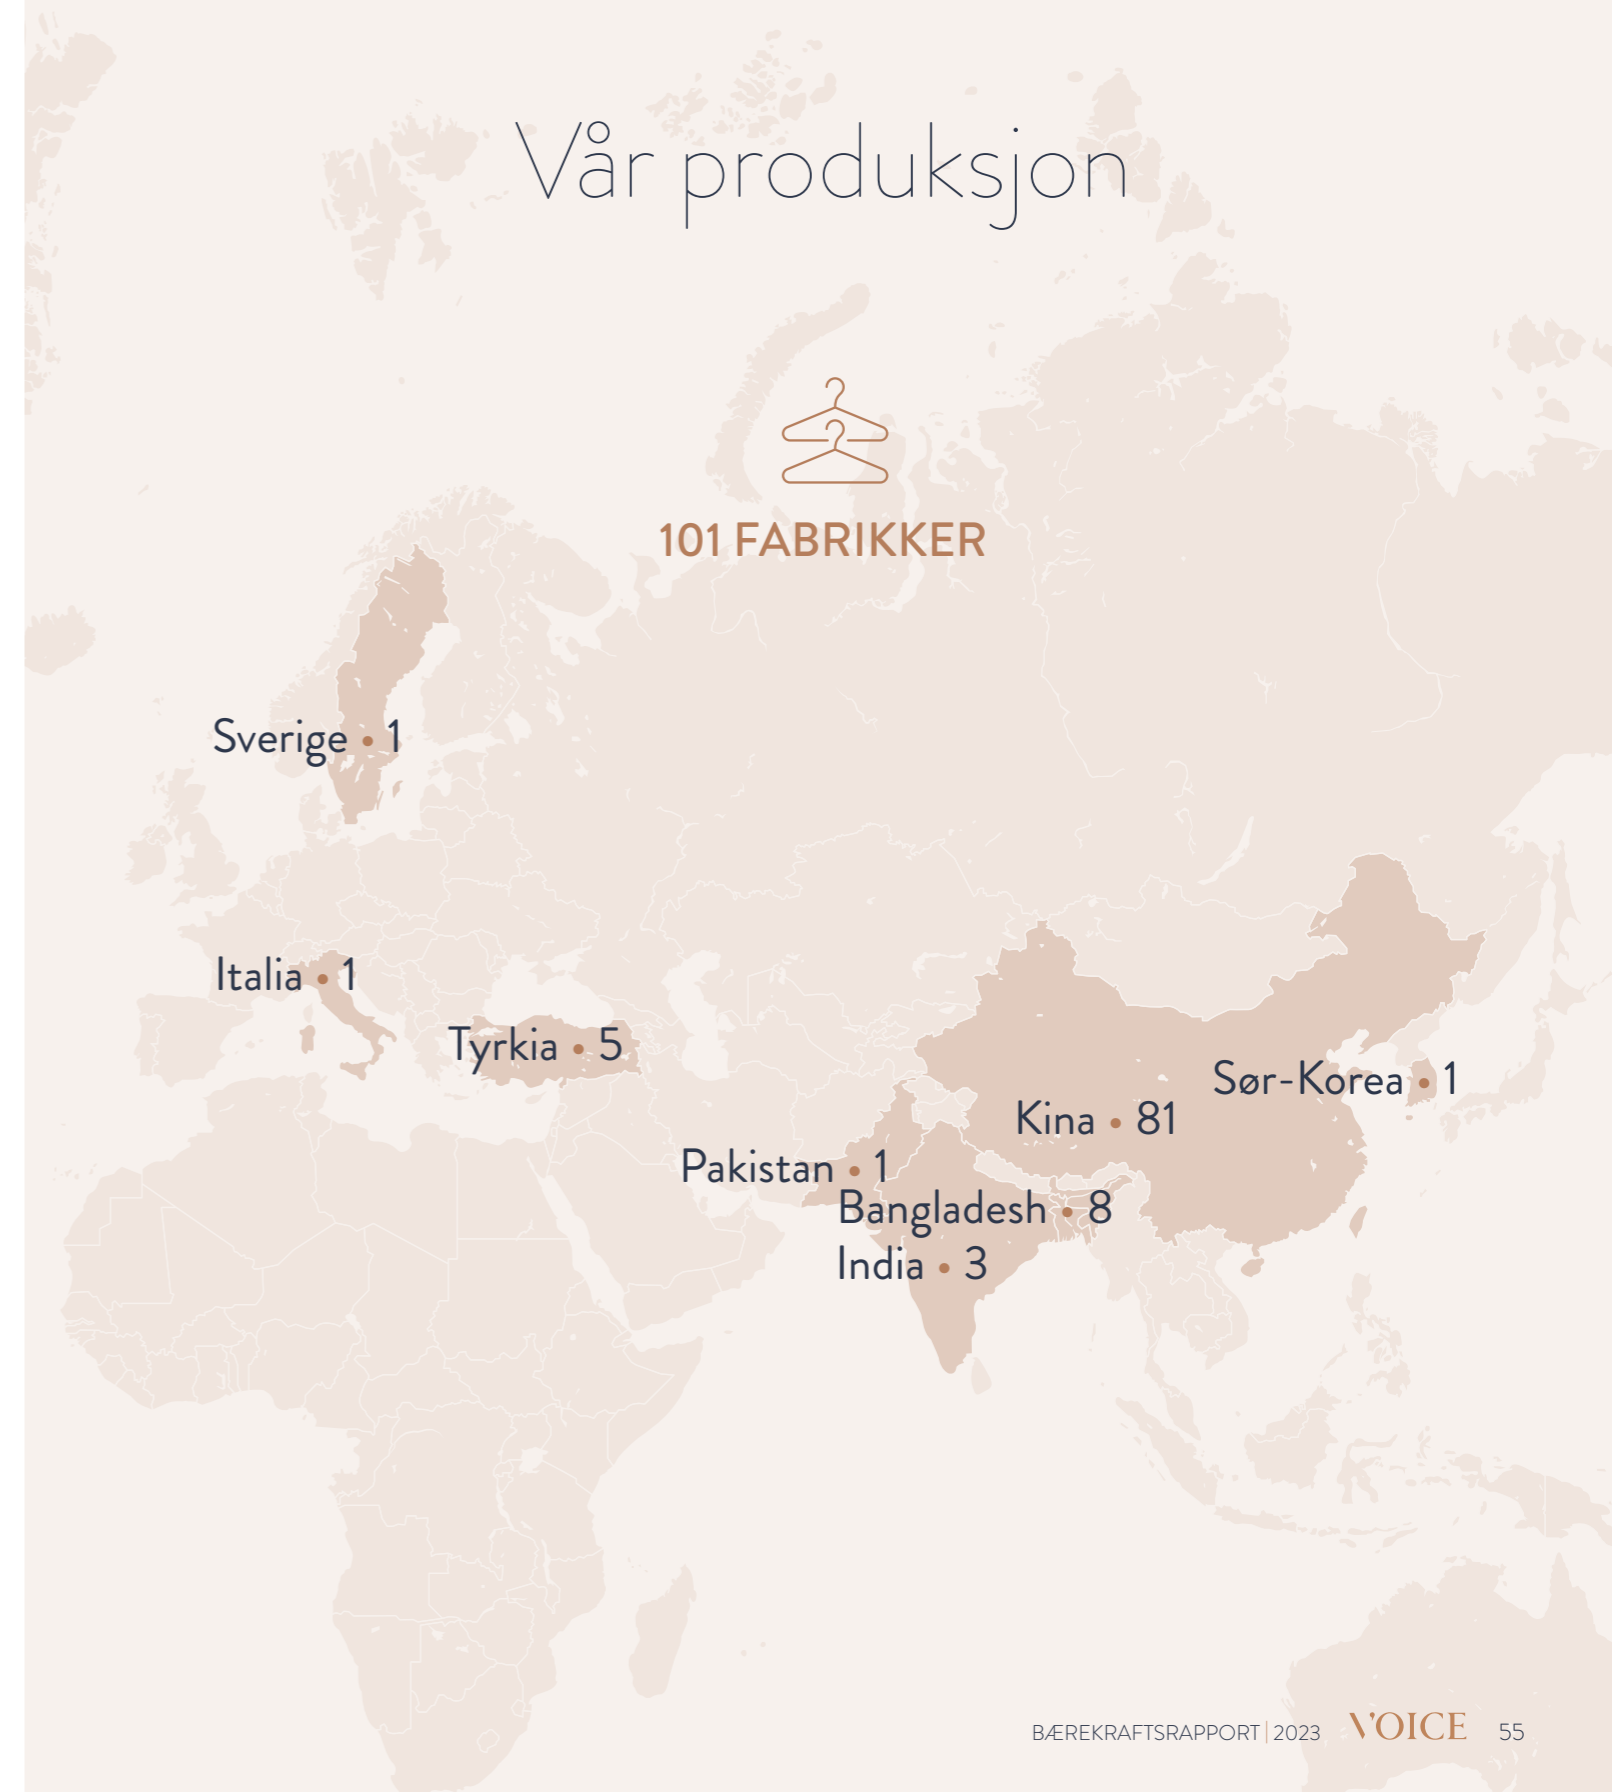 Vår produksjon
101 FABRIKKER
Sverige • 1
Italia • 1
Tyrkia • 5
Sør-Korea • 1
Kina • 81
Pakistan • 1
Bangladesh • 8
India • 3
BÆREKRAFTSRAPPORT | 2023 VOICE 55